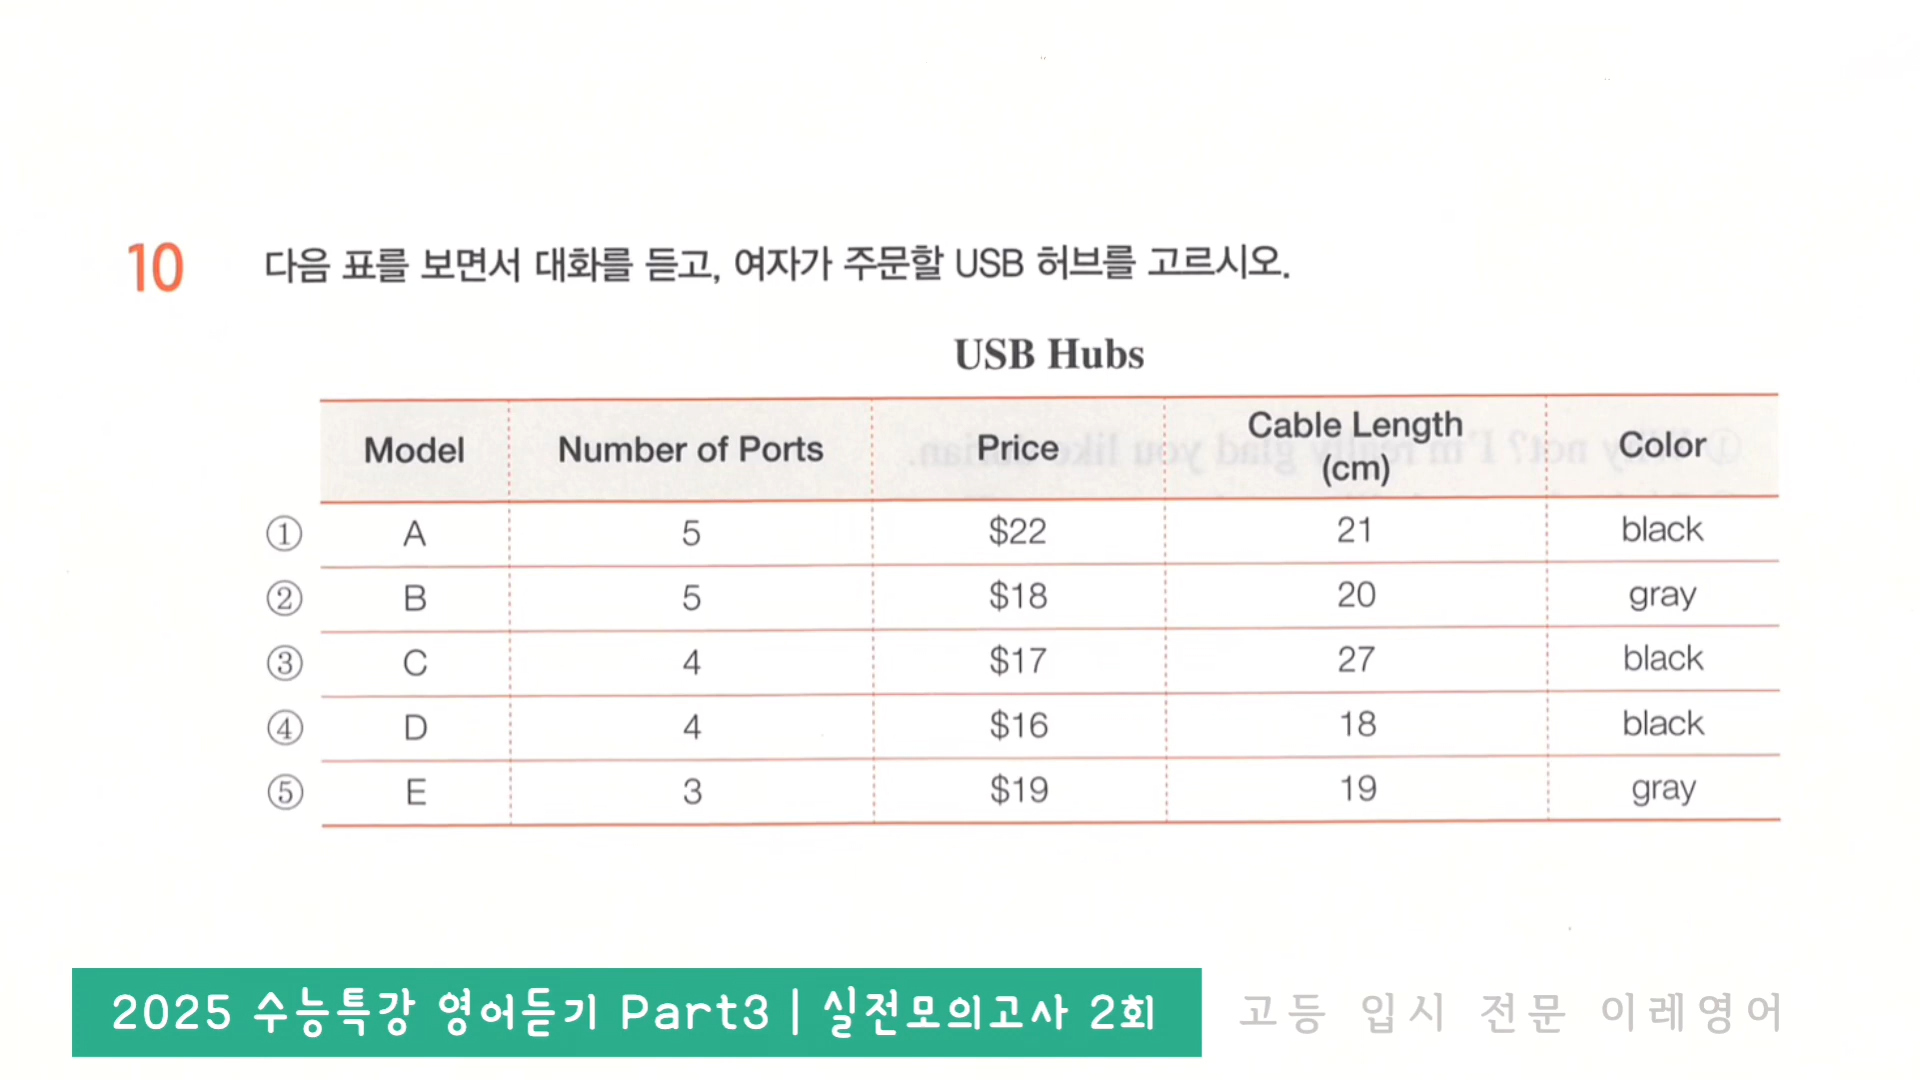 10 다음 표를 보면서 대화를 듣고, 여자가 주문할 USB 허브를 고르시오.
USB Hubs
Model Number of Ports Price Cable Length (cm) Color
① A 5 $22 21 black
② B 5 $18 20 gray
③ C 4 $17 27 black
④ D 4 $16 18 black
⑤ E 3 $19 19 gray
2025 수능특강 영어듣기 Part3 | 실전모의고사 2회 고등 입시 전문 이레영어